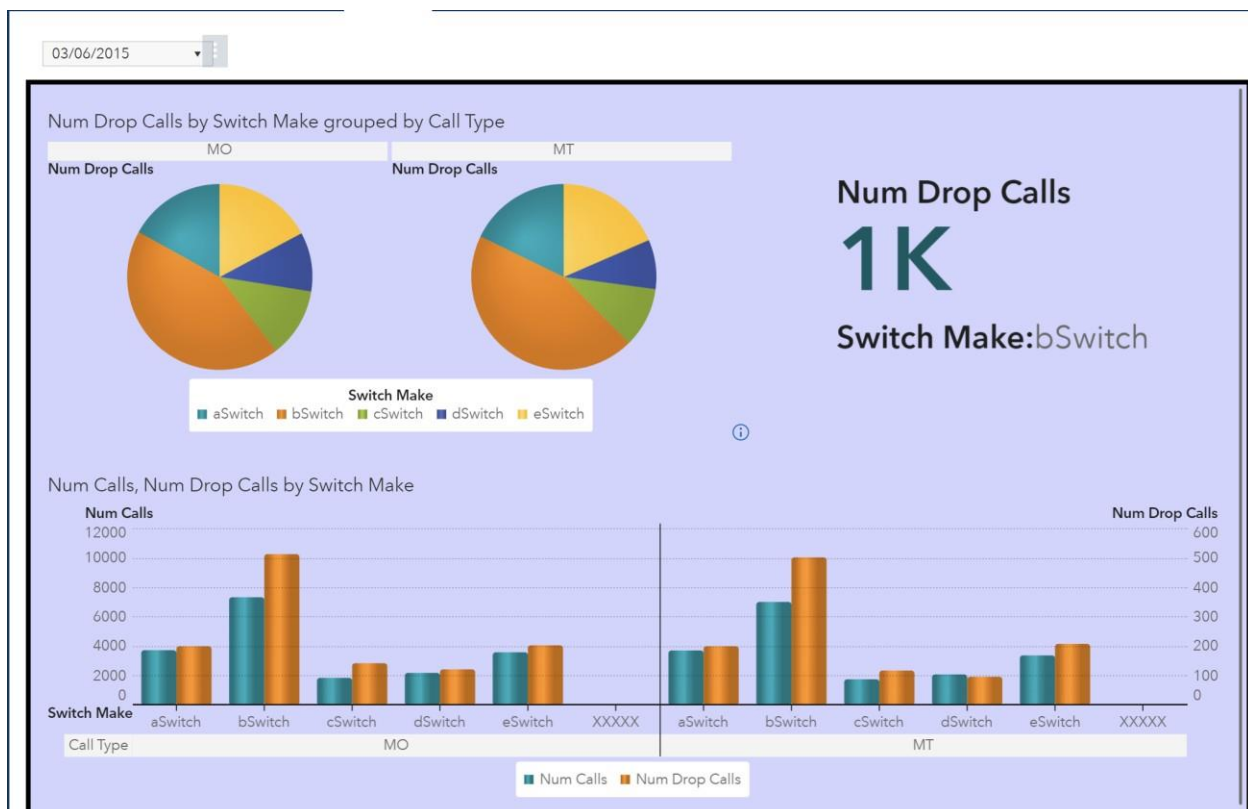 03/06/2015
Num Drop Calls by Switch Make grouped by Call Type
MO MT
Num Drop Calls Num Drop Calls
Switch Make
aSwitch bSwitch cSwitch dSwitch eSwitch
Num Drop Calls
1K
Switch Make:bSwitch
Num Calls, Num Drop Calls by Switch Make
Num Calls Num Drop Calls
12000 600
10000 500
8000 400
6000 300
4000 200
2000 100
0 0
Switch Make aSwitch bSwitch cSwitch dSwitch eSwitch XXXXX aSwitch bSwitch cSwitch dSwitch eSwitch XXXXX
Call Type MO MT
Num Calls Num Drop Calls